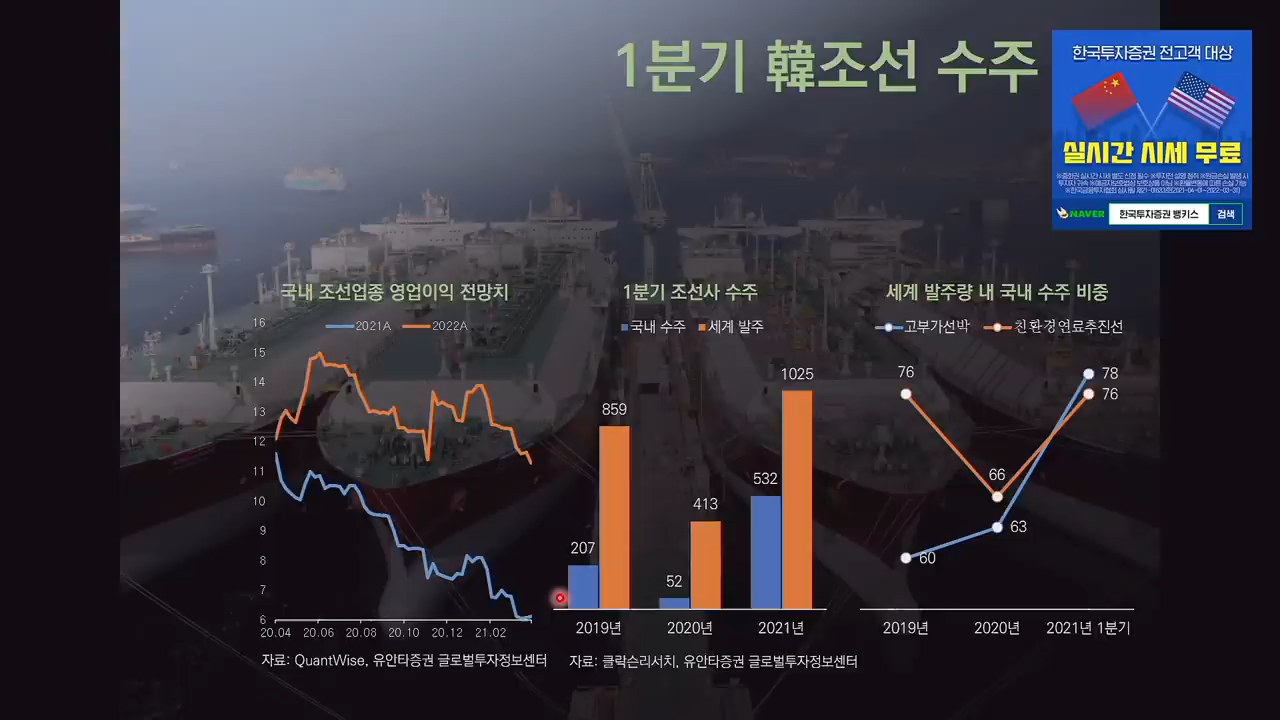 1분기 韓조선 수주
한국투자증권 전고객 대상
실시간 시세 무료
NAVER 한국투자증권 뱅키스 검색
국내 조선업종 영업이익 전망치
2021A 2022A
16
15
14
13
12
11
10
9
8
7
6
20.04 20.06 20.08 20.10 20.12 21.02
자료: QuantWise, 유안타증권 글로벌투자정보센터
1분기 조선사 수주
국내 수주 세계 발주
207 859 52 413 532 1025
2019년 2020년 2021년
자료: 클락슨리서치, 유안타증권 글로벌투자정보센터
세계 발주량 내 국내 수주 비중
고부가선박 친환경연료추진선
76
78
76
66
63
60
2019년 2020년 2021년 1분기